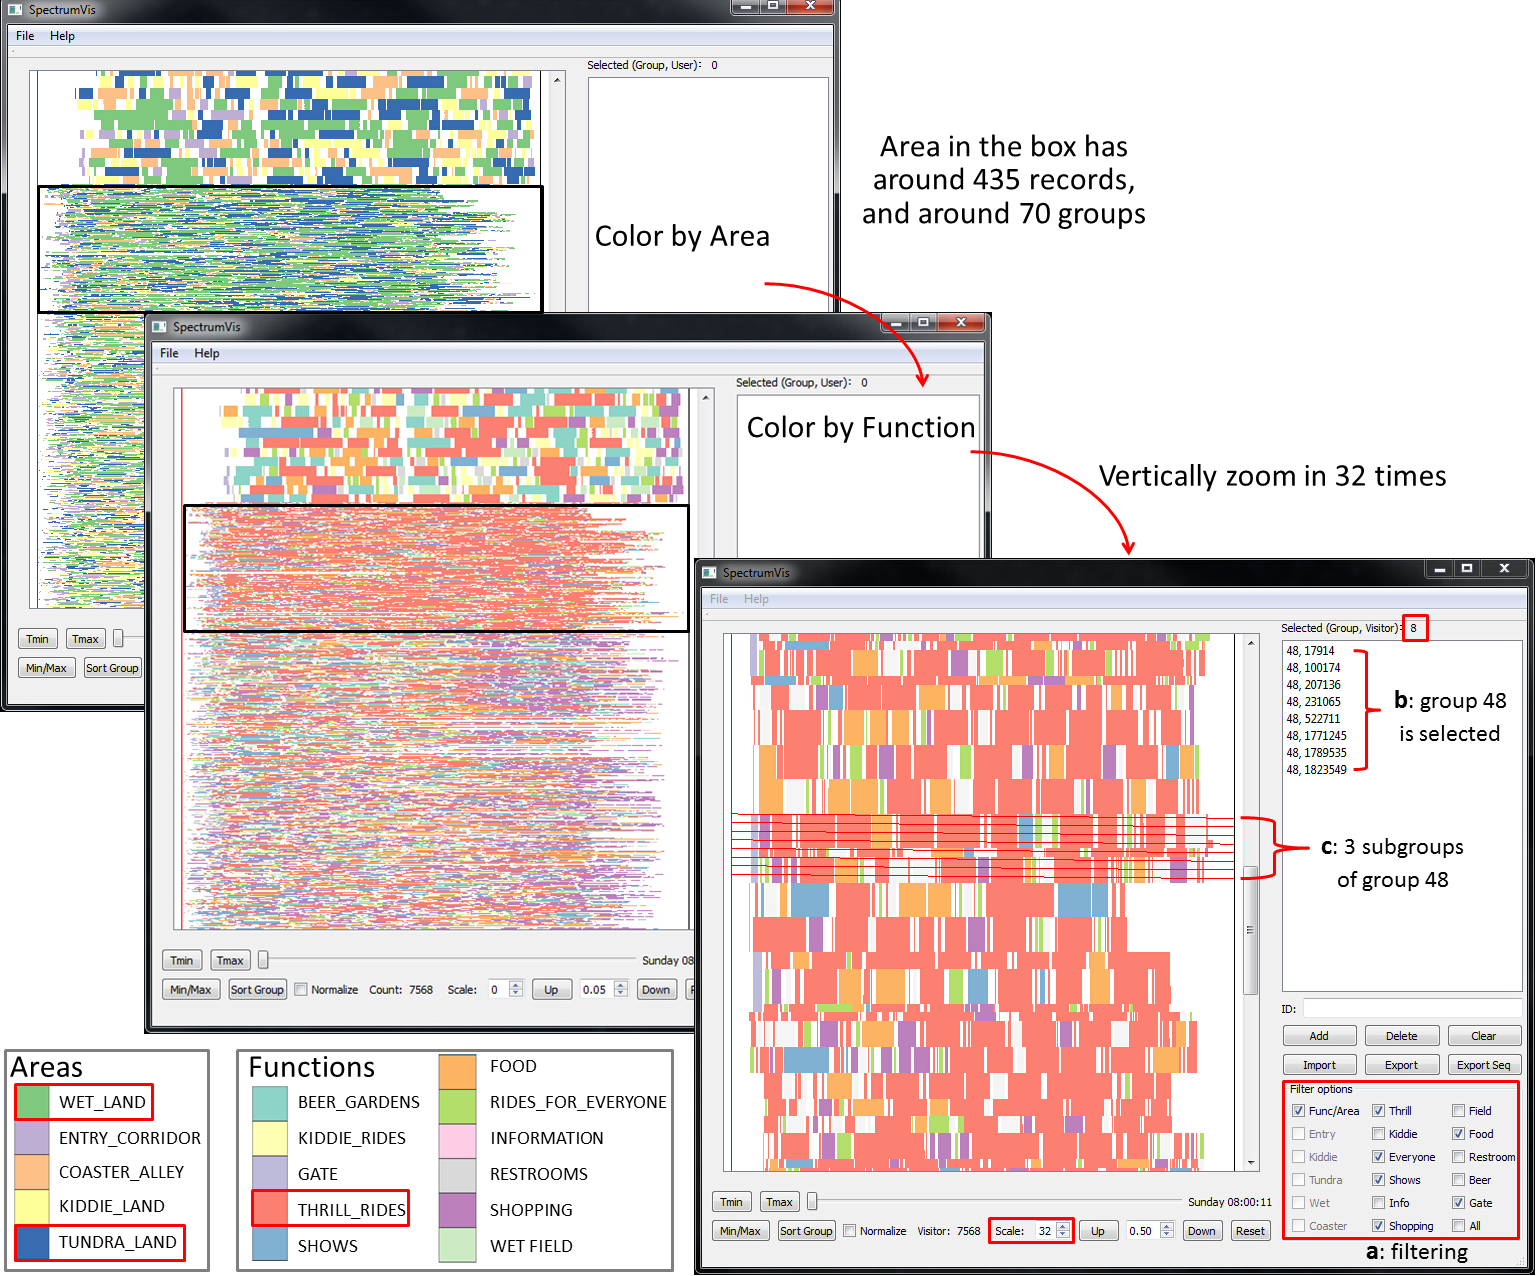 SpectrumVis
File Help
Selected (Group, User): 0
Color by Area
Area in the box has
around 435 records,
and around 70 groups
Tmin Tmax
Min/Max Sort Group
SpectrumVis
File Help
Selected (Group, User): 0
Color by Function
Vertically zoom in 32 times
Tmin Tmax Sunday 08
Min/Max Sort Group Normalize Count: 7568 Scale: 0 Up 0.05 Down
SpectrumVis
File Help
Selected (Group, Visitor): 8
48, 17914
48, 100174
48, 207136
48, 231065
48, 522711
48, 1771245
48, 1789535
48, 1823549
b: group 48
is selected
c: 3 subgroups
of group 48
ID:
Add Delete Clear
Import Export Export Seq
Filter options
Func/Area Thrill Field
Entry Kiddie Food
Kiddie Everyone Restroom
Tundra Shows Beer
Wet Info Gate
Coaster Shopping All
a: filtering
Tmin Tmax Sunday 08:00:11
Min/Max Sort Group Normalize Visitor: 7568 Scale: 32 Up 0.50 Down Reset
Areas
WET_LAND
ENTRY_CORRIDOR
COASTER_ALLEY
KIDDIE_LAND
TUNDRA_LAND
Functions
BEER_GARDENS
KIDDIE_RIDES
GATE
THRILL_RIDES
SHOWS
FOOD
RIDES_FOR_EVERYONE
INFORMATION
RESTROOMS
SHOPPING
WET FIELD